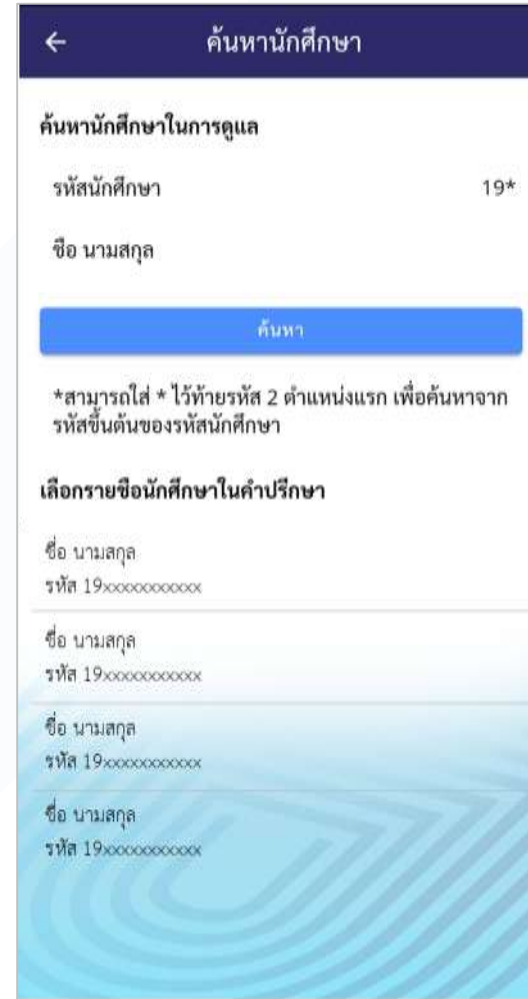 ค้นหานักศึกษา
ค้นหานักศึกษาในการดูแล
รหัสนักศึกษา 19*
ชื่อ นามสกุล
ค้นหา
*สามารถใส่ * ไว้ท้ายรหัส 2 ตำแหน่งแรก เพื่อค้นหาจาก
รหัสขึ้นต้นของรหัสนักศึกษา
เลือกรายชื่อนักศึกษาในคำปรึกษา
ชื่อ นามสกุล
รหัส 19xxxxxxxxxxx
ชื่อ นามสกุล
รหัส 19xxxxxxxxxxx
ชื่อ นามสกุล
รหัส 19xxxxxxxxxxx
ชื่อ นามสกุล
รหัส 19xxxxxxxxxxx